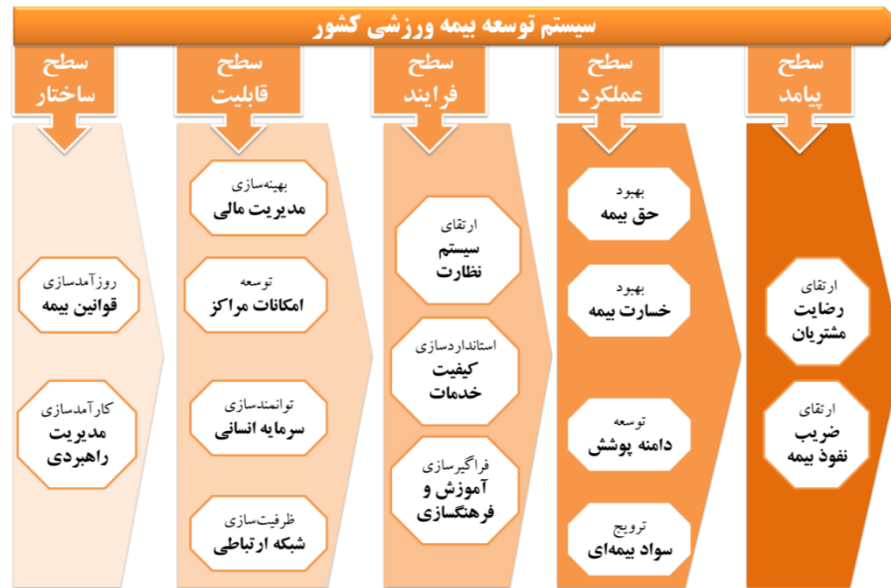 سیستم توسعه بیمه ورزشی کشور
سطح
ساختار
روزآمدسازی
قوانین بیمه
کارآمدسازی
مدیریت
راهبردی
سطح
قابلیت
بهینه‌سازی
مدیریت مالی
توسعه
امکانات مراکز
توانمندسازی
سرمایه انسانی
ظرفیت‌سازی
شبکه ارتباطی
سطح
فرایند
ارتقای
سیستم
نظارت
استانداردسازی
کیفیت
خدمات
فراگیرسازی
آموزش و
فرهنگسازی
سطح
عملکرد
بهبود
حق بیمه
بهبود
خسارت بیمه
توسعه
دامنه پوشش
ترویج
سواد بیمه‌ای
سطح
پیامد
ارتقای
رضایت
مشتریان
ارتقای
ضریب
نفوذ بیمه